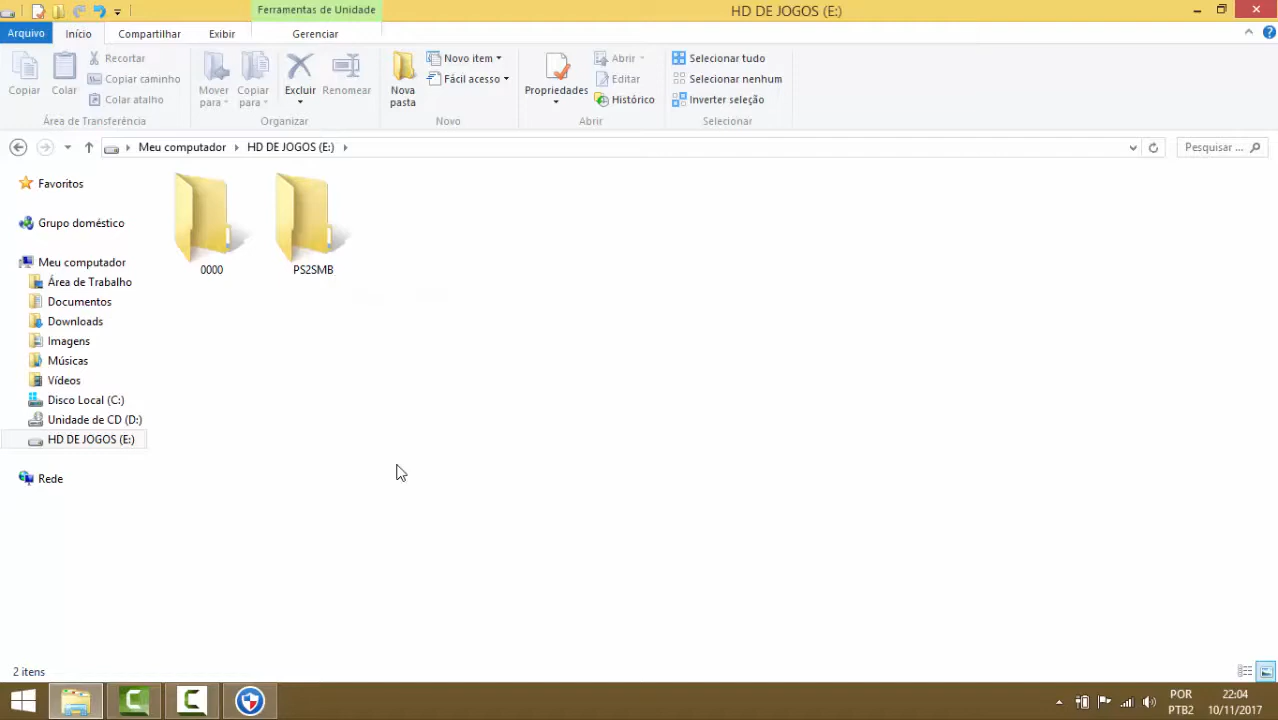 Ferramentas de Unidade
HD DE JOGOS (E:)
Arquivo
Início
Compartilhar
Exibir
Gerenciar
Copiar
Colar
Recortar
Copiar caminho
Colar atalho
Área de Transferência
Mover para
Copiar para
Excluir
Renomear
Organizar
Nova pasta
Novo item
Fácil acesso
Novo
Propriedades
Abrir
Editar
Histórico
Abrir
Selecionar tudo
Selecionar nenhum
Inverter seleção
Selecionar
Meu computador
HD DE JOGOS (E:)
Pesquisar ...
Favoritos
Grupo doméstico
Meu computador
Área de Trabalho
Documentos
Downloads
Imagens
Músicas
Vídeos
Disco Local (C:)
Unidade de CD (D:)
HD DE JOGOS (E:)
Rede
0000
PS2SMB
2 itens
POR
PTB2
22:04
10/11/2017